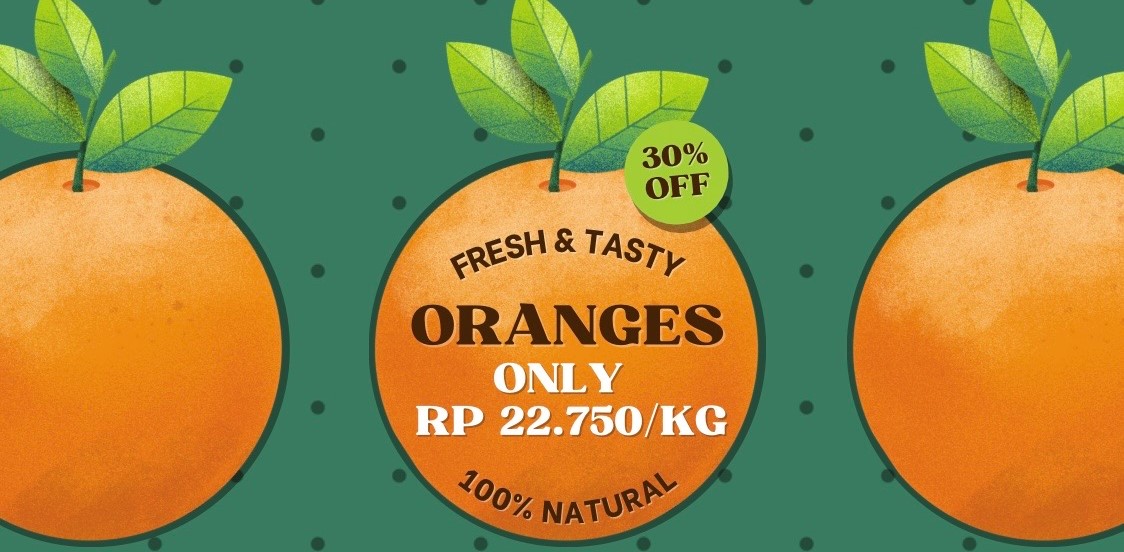 30%
OFF
FRESH & TASTY
ORANGES
ONLY
RP 22.750/KG
100% NATURAL